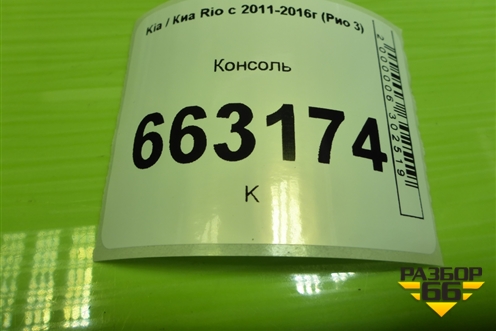 Kia / Киа Rio с 2011-2016г (Рио 3)
Консоль
663174
K
2000006302519
РАЗБОР
66